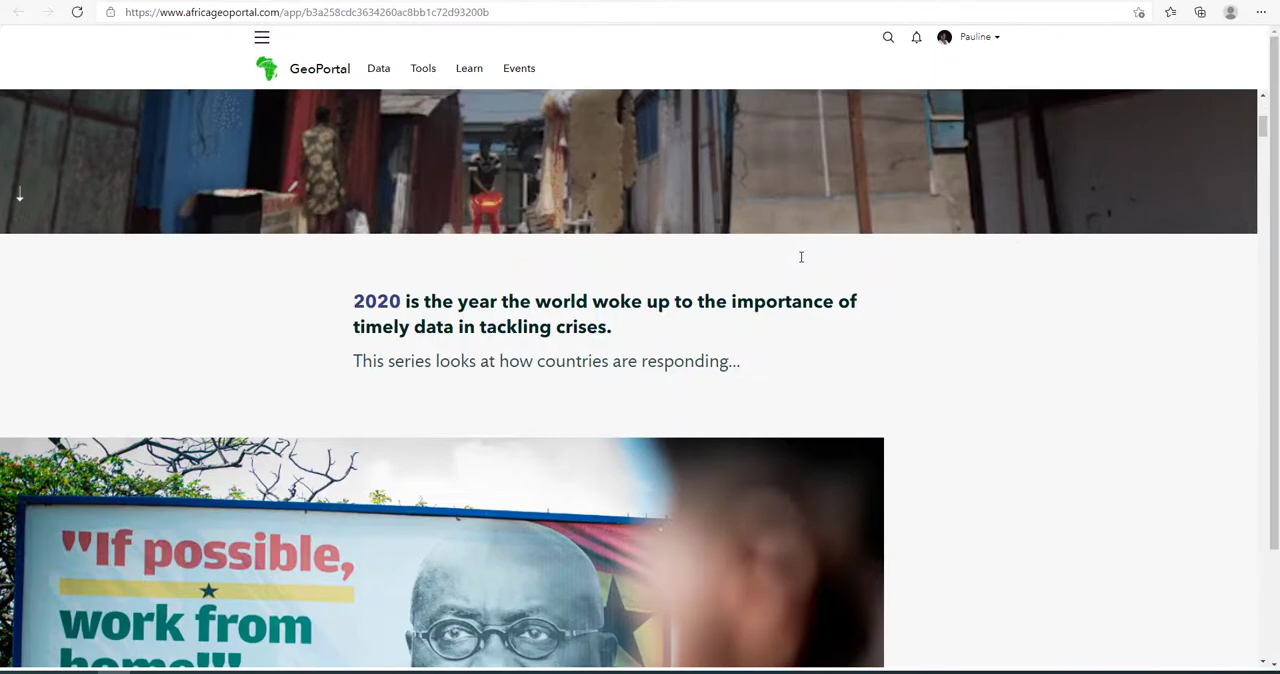 https://www.africageoportal.com/app/b3a258cdc3634260ac8bb1c72d93200b
Pauline
GeoPortal Data Tools Learn Events
2020 is the year the world woke up to the importance of
timely data in tackling crises.
This series looks at how countries are responding...
"If possible,
work from
home"